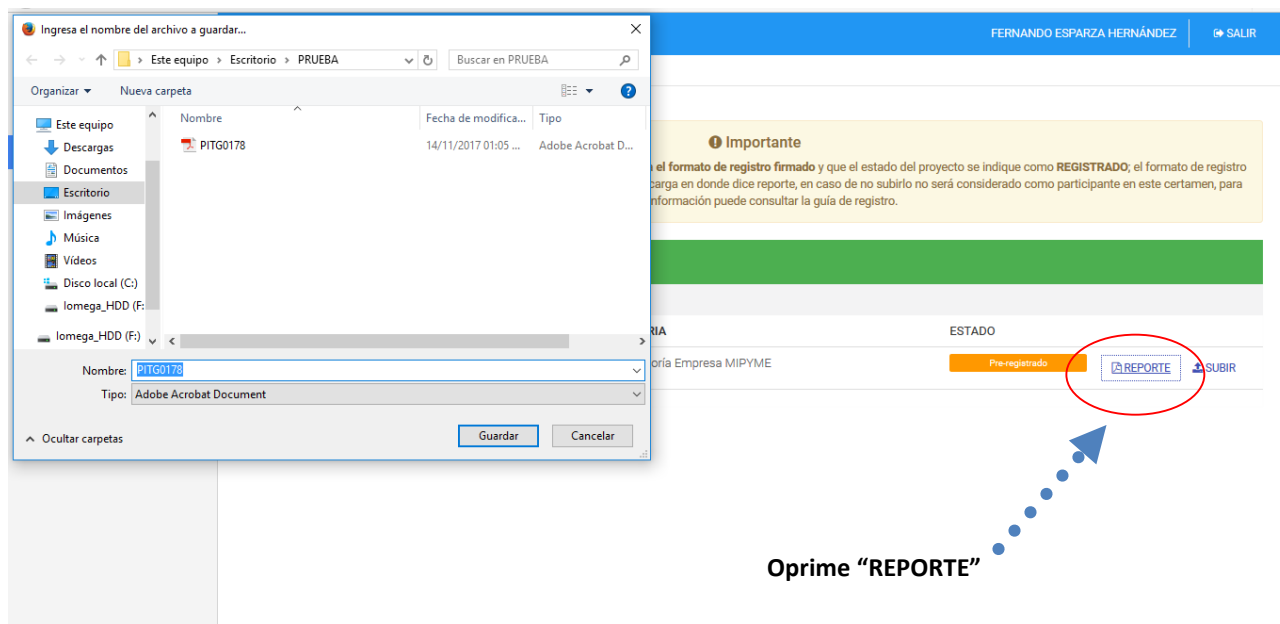 Ingresa el nombre del archivo a guardar...
Este equipo > Escritorio > PRUEBA
Buscar en PRUEBA
Organizar
Nueva carpeta
Este equipo
Descargas
Documentos
Escritorio
Imágenes
Música
Vídeos
Disco local (C:)
Iomega_HDD (F:
Iomega_HDD (F:)
Nombre
Fecha de modifica...
Tipo
PITG0178
14/11/2017 01:05 ...
Adobe Acrobat D...
Nombre: PITG0178
Tipo: Adobe Acrobat Document
Ocultar carpetas
Guardar
Cancelar
FERNANDO ESPARZA HERNÁNDEZ
SALIR
Importante
el formato de registro firmado y que el estado del proyecto se indique como REGISTRADO; el formato de registro
carga en donde dice reporte, en caso de no subirlo no será considerado como participante en este certamen, para
nformación puede consultar la guía de registro.
RIA
ESTADO
oría Empresa MIPYME
Pre-registrado
REPORTE
SUBIR
Oprime “REPORTE”